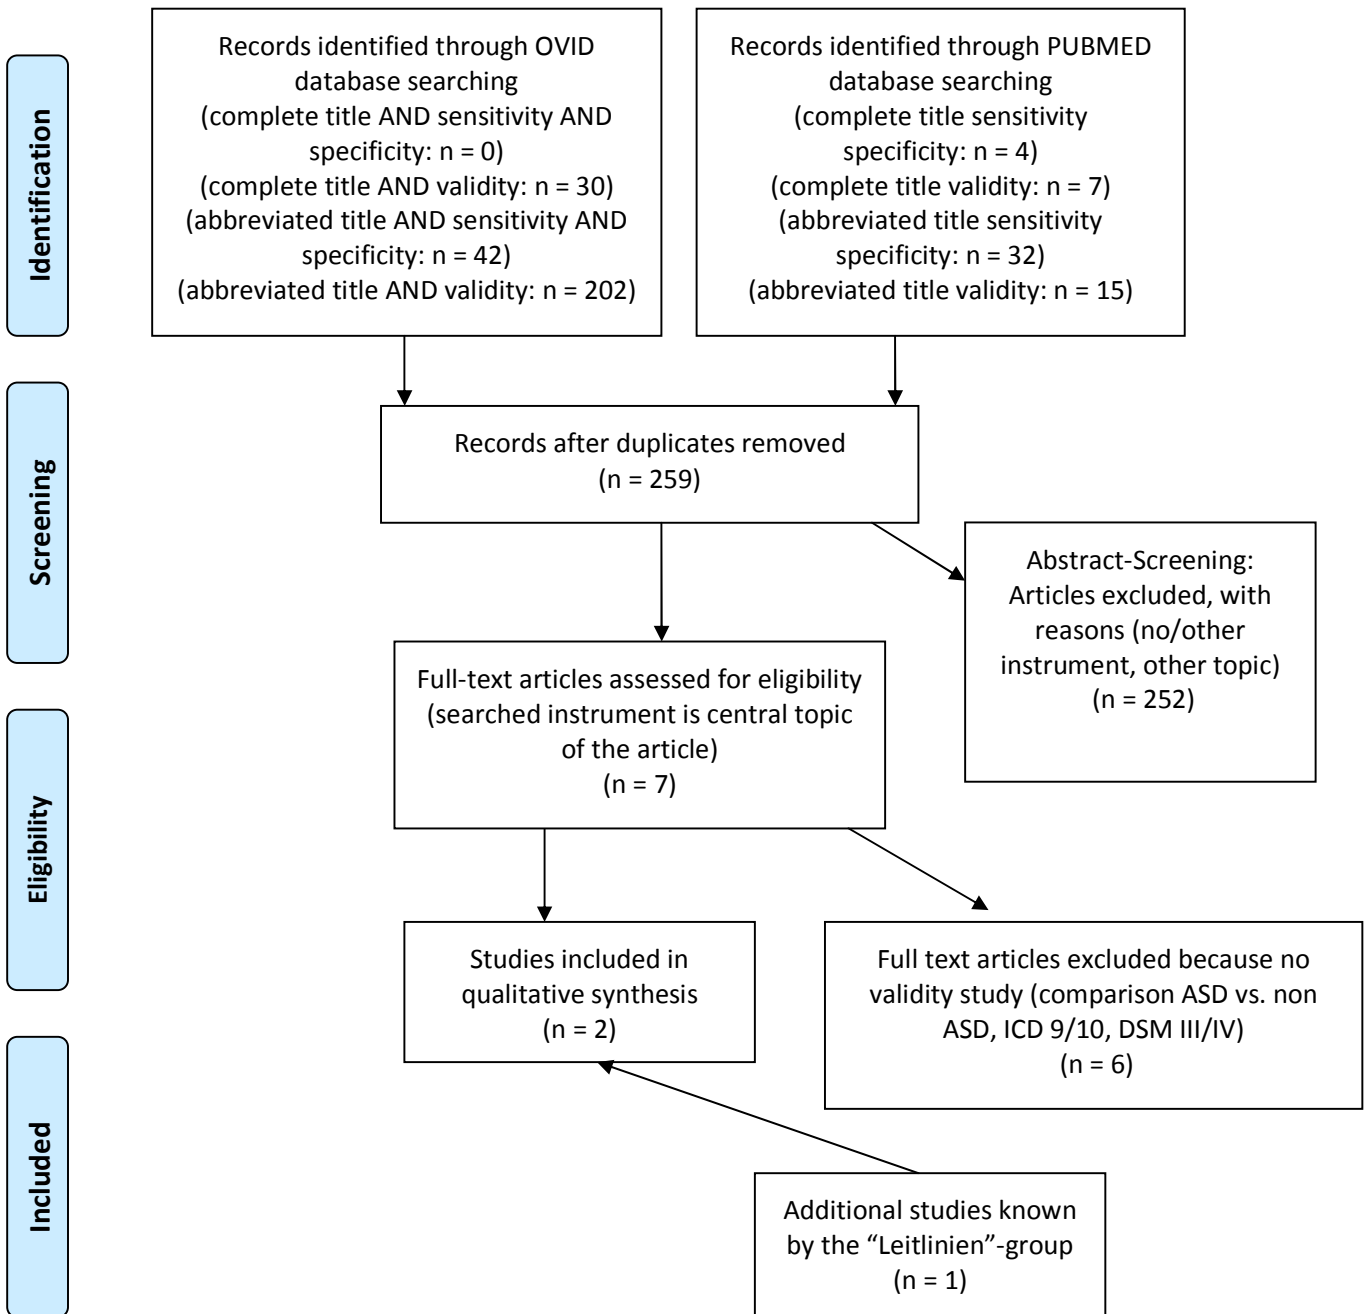 Identification
Records identified through OVID
database searching
(complete title AND sensitivity AND
specificity: n = 0)
(complete title AND validity: n = 30)
(abbreviated title AND sensitivity AND
specificity: n = 42)
(abbreviated title AND validity: n = 202)
Records identified through PUBMED
database searching
(complete title sensitivity
specificity: n = 4)
(complete title validity: n = 7)
(abbreviated title sensitivity
specificity: n = 32)
(abbreviated title validity: n = 15)
Screening
Records after duplicates removed
(n = 259)
Abstract-Screening:
Articles excluded, with
reasons (no/other
instrument, other topic)
(n = 252)
Full-text articles assessed for eligibility
(searched instrument is central topic
of the article)
(n = 7)
Eligibility
Studies included in
qualitative synthesis
(n = 2)
Full text articles excluded because no
validity study (comparison ASD vs. non
ASD, ICD 9/10, DSM III/IV)
(n = 6)
Included
Additional studies known
by the “Leitlinien”-group
(n = 1)